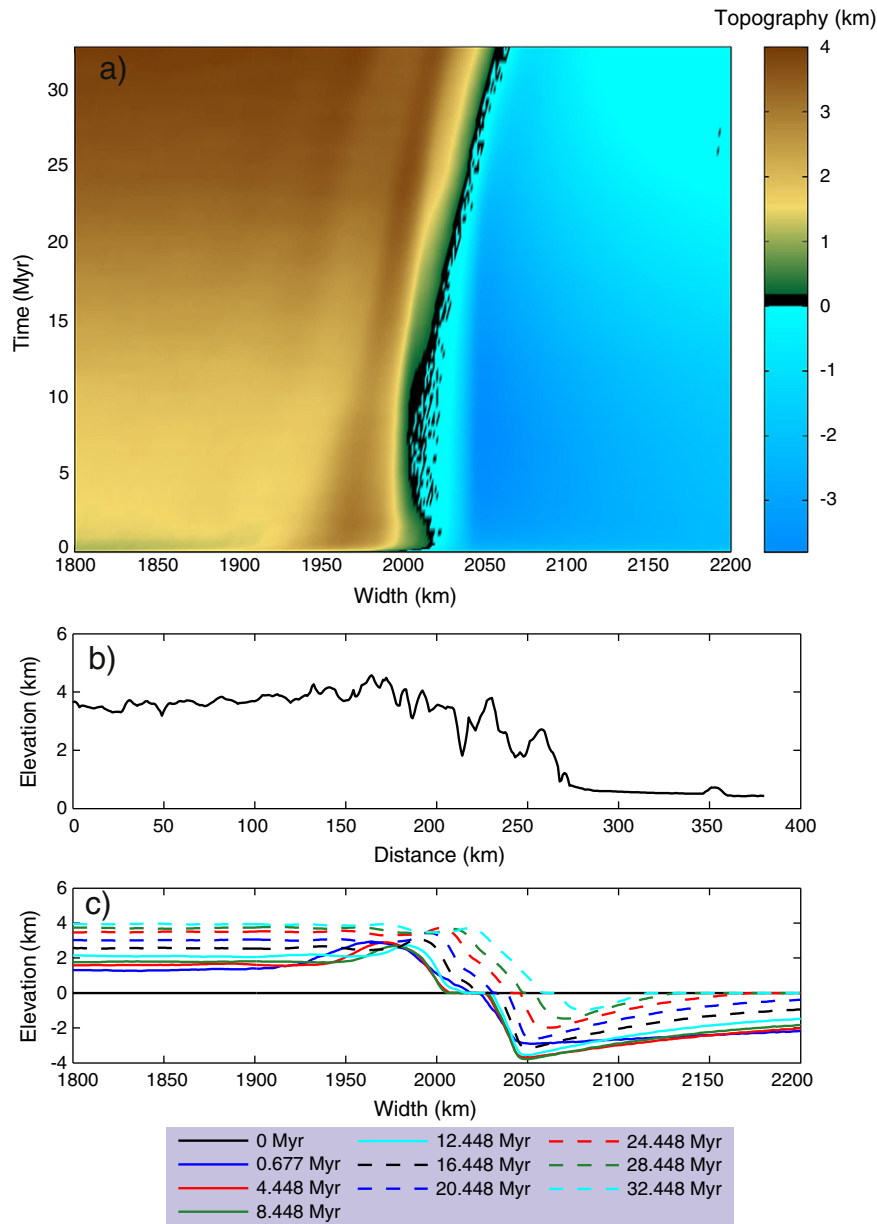 Topography (km)
a)
30
25
20
15
10
5
0
Time (Myr)
1800 1850 1900 1950 2000 2050 2100 2150 2200
Width (km)
4
3
2
1
0
-1
-2
-3
b)
6
4
2
0
Elevation (km)
0 50 100 150 200 250 300 350 400
Distance (km)
c)
6
4
2
0
-2
-4
Elevation (km)
1800 1850 1900 1950 2000 2050 2100 2150 2200
Width (km)
0 Myr 12.448 Myr 24.448 Myr
0.677 Myr 16.448 Myr 28.448 Myr
4.448 Myr 20.448 Myr 32.448 Myr
8.448 Myr